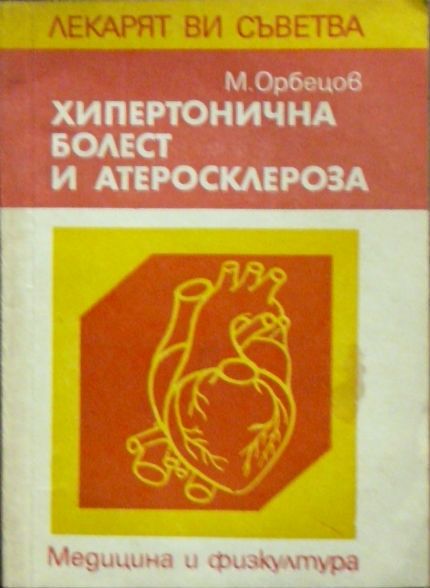 ЛЕКАРЯТ ВИ СЪВЕТВА
М.Орбецов
ХИПЕРТОНИЧНА
БОЛЕСТ
И АТЕРОСКЛЕРОЗА
Медицина и физкултура